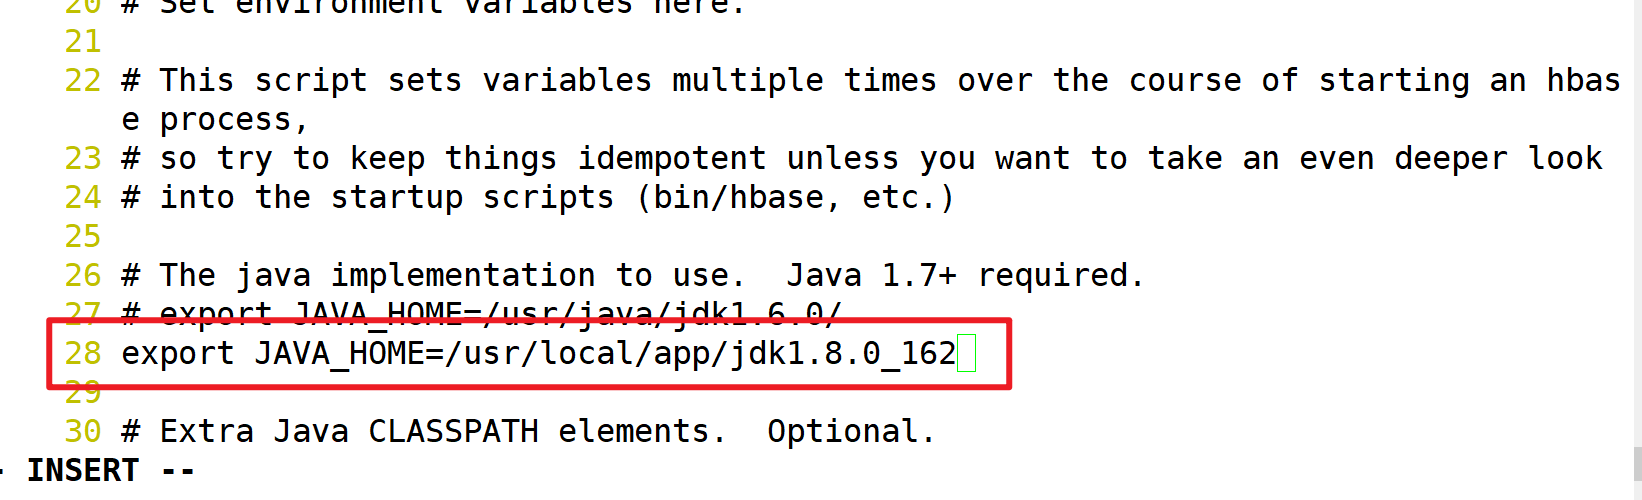 20 # Set environment variables here.
21
22 # This script sets variables multiple times over the course of starting an hbas
e process,
23 # so try to keep things idempotent unless you want to take an even deeper look
24 # into the startup scripts (bin/hbase, etc.)
25
26 # The java implementation to use.  Java 1.7+ required.
27 # export JAVA_HOME=/usr/java/jdk1.6.0/
28 export JAVA_HOME=/usr/local/app/jdk1.8.0_162
29
30 # Extra Java CLASSPATH elements.  Optional.
- INSERT --